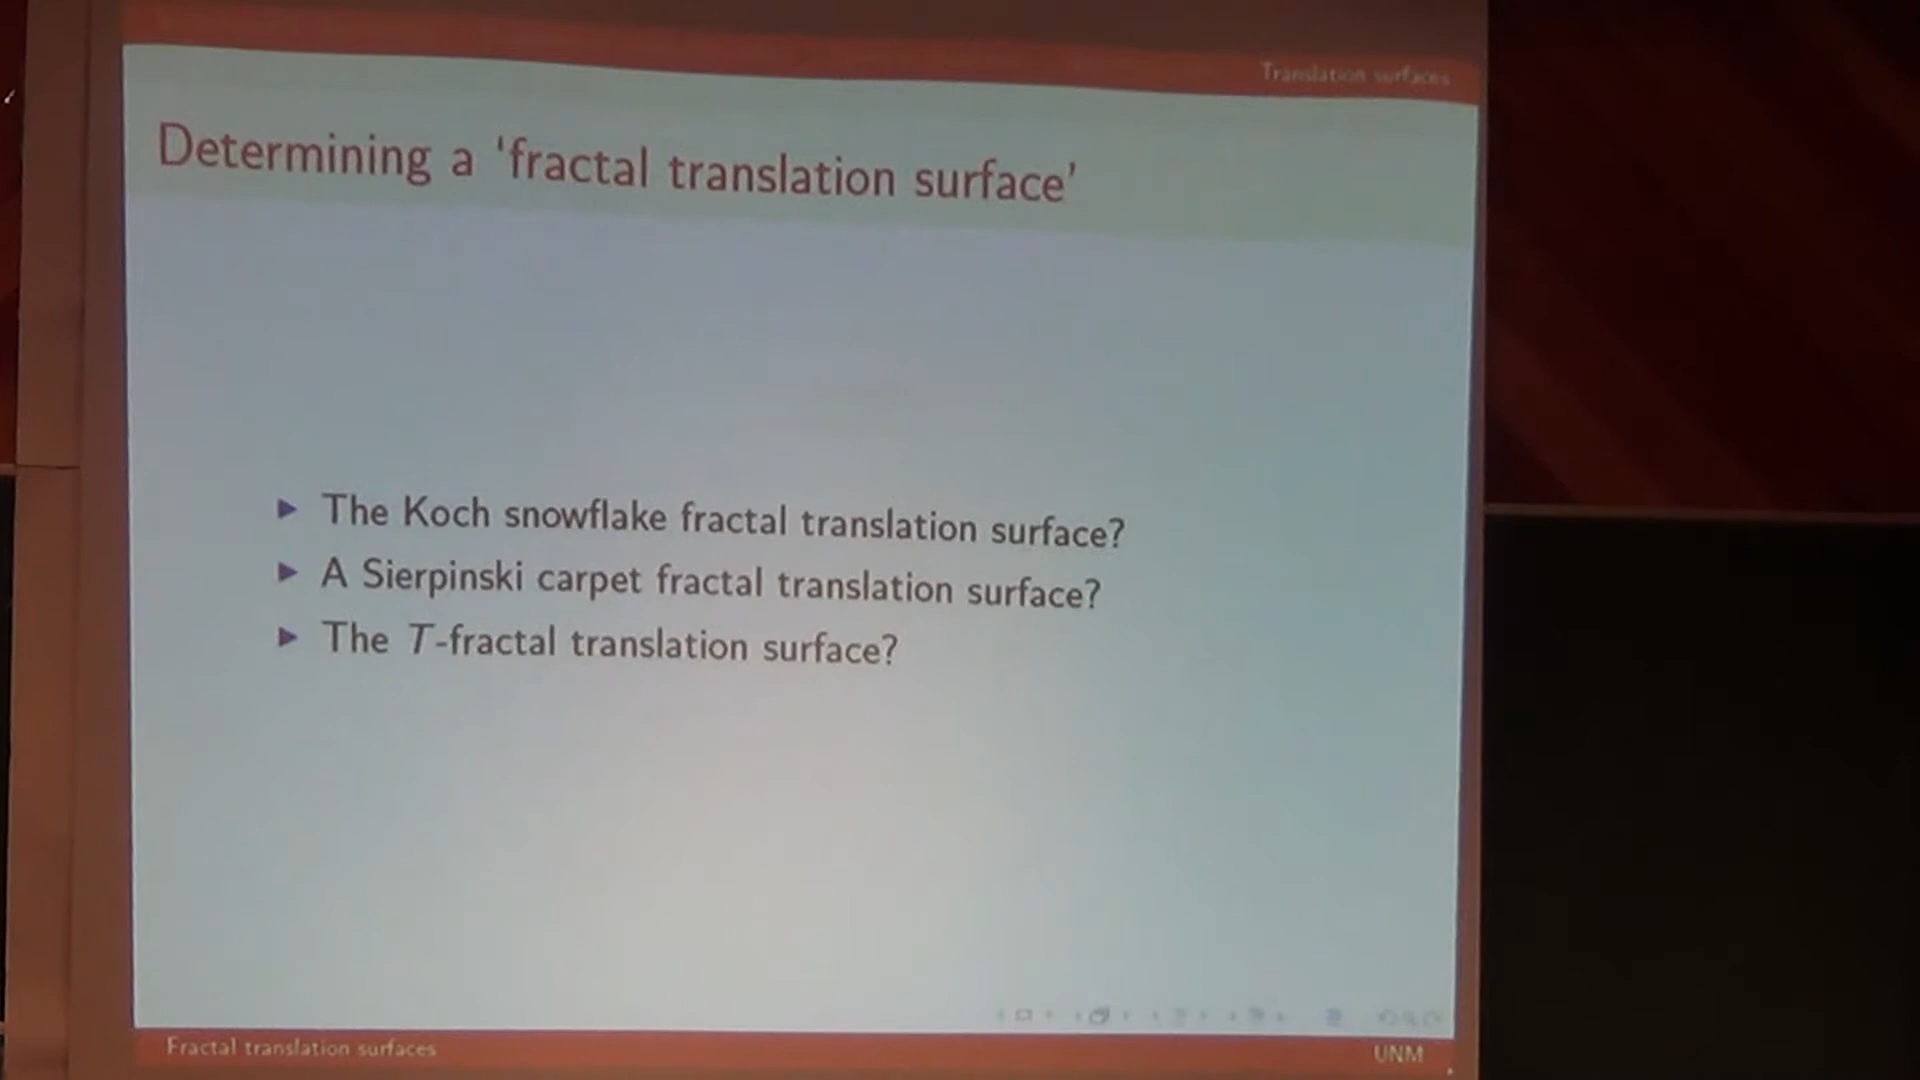 Translation surfaces
Determining a ‘fractal translation surface’
▶ The Koch snowflake fractal translation surface?
▶ A Sierpinski carpet fractal translation surface?
▶ The T-fractal translation surface?
Fractal translation surfaces
UNM